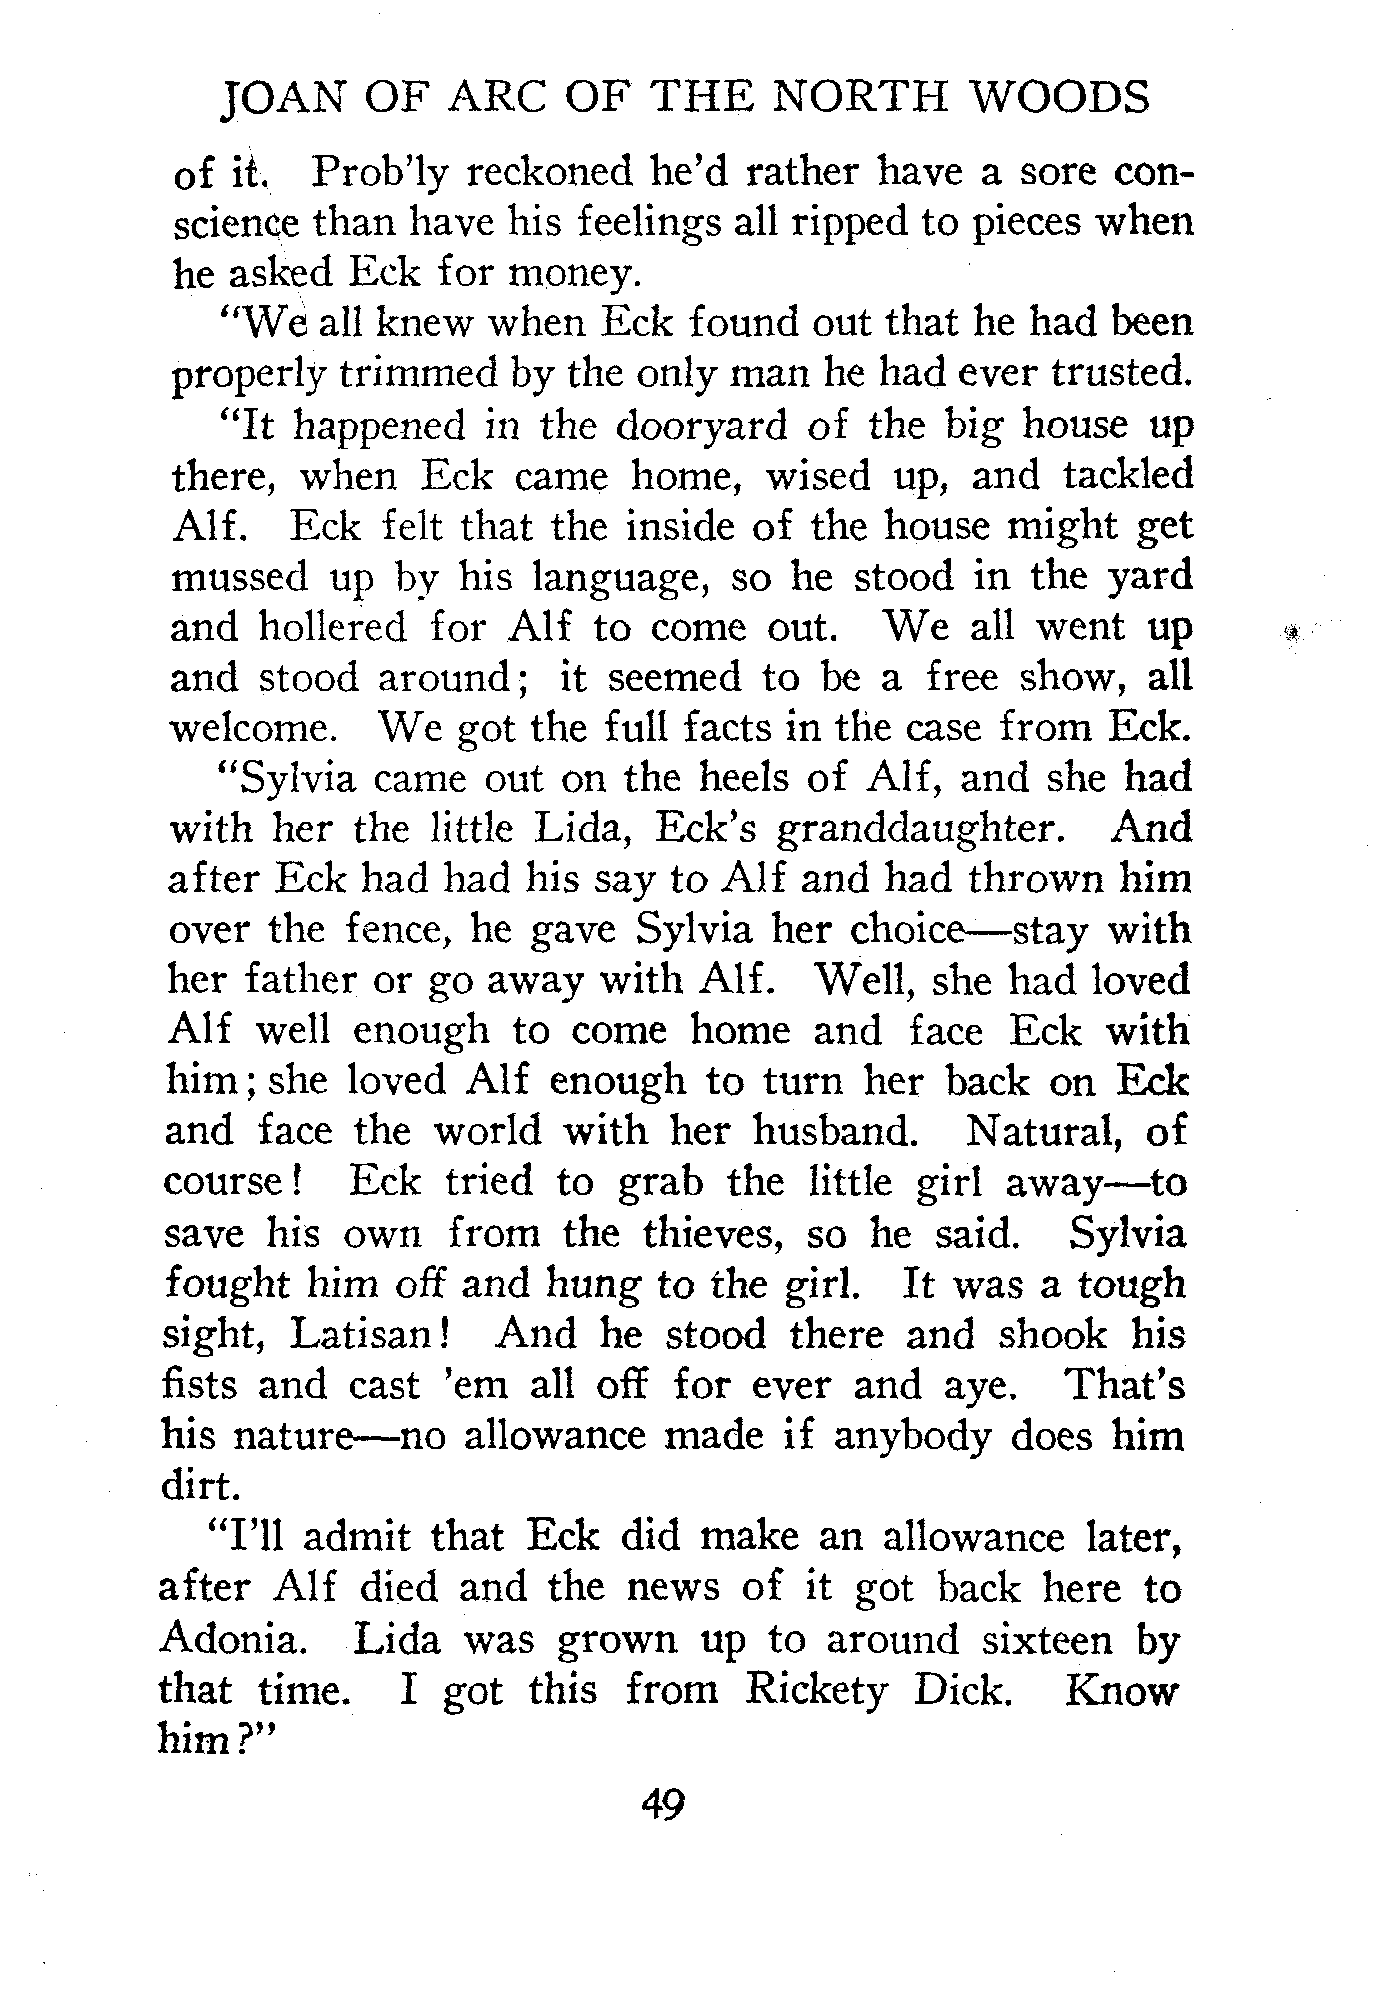 JOAN OF ARC OF THE NORTH WOODS
of it. Prob'ly reckoned he'd rather have a sore con-
science than have his feelings all ripped to pieces when
he asked Eck for money.
"We all knew when Eck found out that he had been
properly trimmed by the only man he had ever trusted.
"It happened in the dooryard of the big house up
there, when Eck came home, wised up, and tackled
Alf. Eck felt that the inside of the house might get
mussed up by his language, so he stood in the yard
and hollered for Alf to come out. We all went up
and stood around; it seemed to be a free show, all
welcome. We got the full facts in the case from Eck.
"Sylvia came out on the heels of Alf, and she had
with her the little Lida, Eck's granddaughter. And
after Eck had had his say to Alf and had thrown him
over the fence, he gave Sylvia her choice—stay with
her father or go away with Alf. Well, she had loved
Alf well enough to come home and face Eck with
him; she loved Alf enough to turn her back on Eck
and face the world with her husband. Natural, of
course! Eck tried to grab the little girl away—to
save his own from the thieves, so he said. Sylvia
fought him off and hung to the girl. It was a tough
sight, Latisan! And he stood there and shook his
fists and cast 'em all off for ever and aye. That's
his nature—no allowance made if anybody does him
dirt.
"I'll admit that Eck did make an allowance later,
after Alf died and the news of it got back here to
Adonia. Lida was grown up to around sixteen by
that time. I got this from Rickety Dick. Know
him?"
49